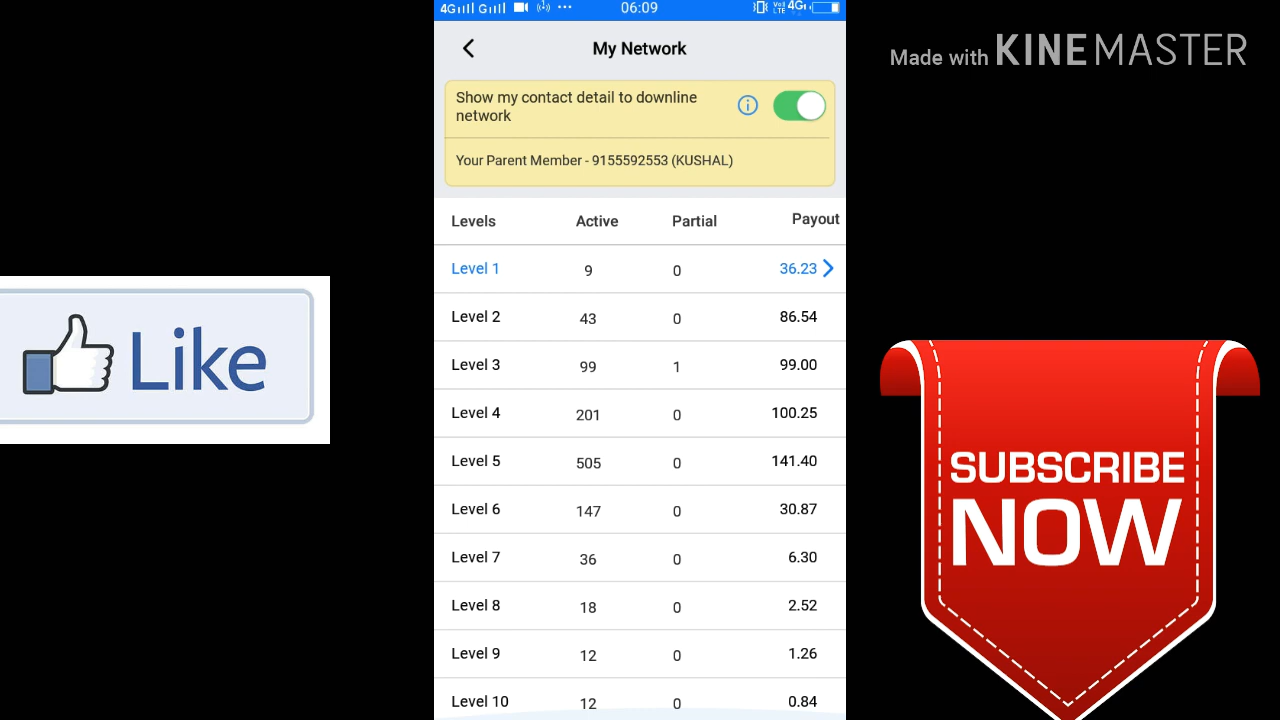 06:09
Made with KINEMASTER
My Network
Show my contact detail to downline
network
Your Parent Member - 9155592553 (KUSHAL)
Levels Active Partial Payout
Level 1 9 0 36.23
Level 2 43 0 86.54
Level 3 99 1 99.00
Level 4 201 0 100.25
Level 5 505 0 141.40
Level 6 147 0 30.87
Level 7 36 0 6.30
Level 8 18 0 2.52
Level 9 12 0 1.26
Level 10 12 0 0.84
Like
SUBSCRIBE
NOW